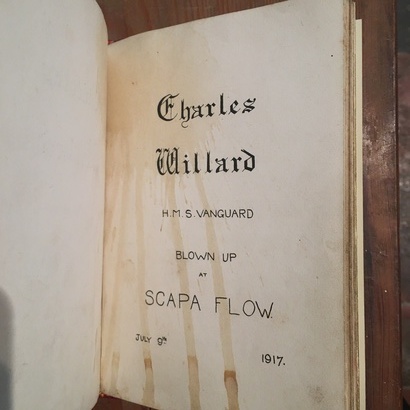 Charles
Willard
H.M.S. VANGUARD
BLOWN UP
AT
SCAPA FLOW.
JULY 9th
1917.